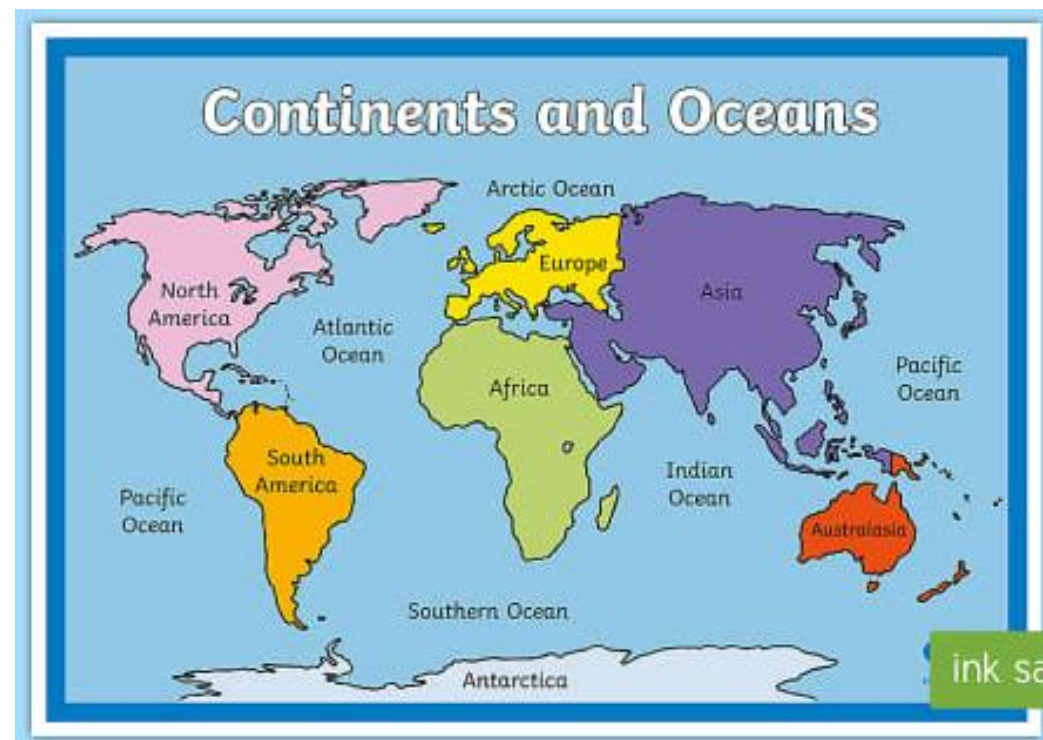 Continents and Oceans
Arctic Ocean
Europe
Asia
North
America
Atlantic
Ocean
Pacific
Ocean
Africa
South
America
Indian
Ocean
Pacific
Ocean
Australasia
Southern Ocean
Antarctica
ink